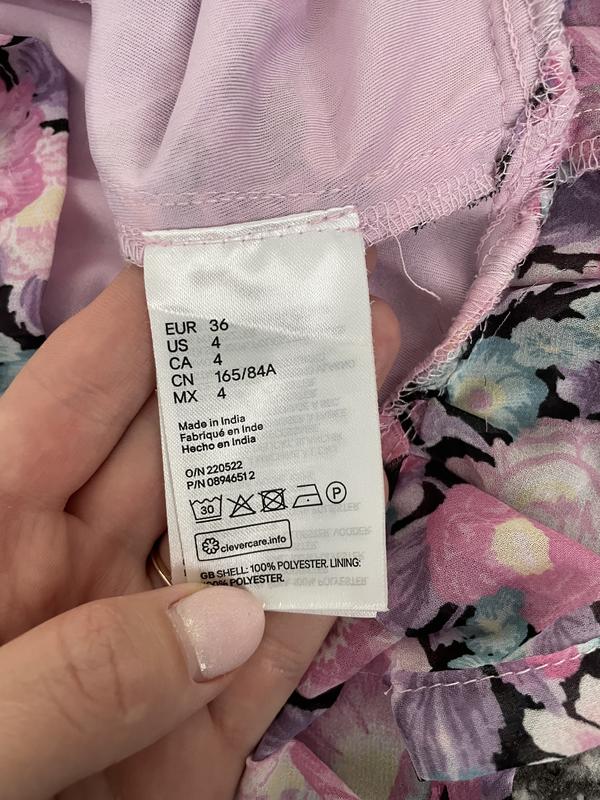 EUR 36
US 4
CA 4
CN 165/84A
MX 4
Made in India
Fabriqué en Inde
Hecho en India
O/N 220522
P/N 08946512
30 P
clevercare.info
GB SHELL: 100% POLYESTER. LINING:
100% POLYESTER.